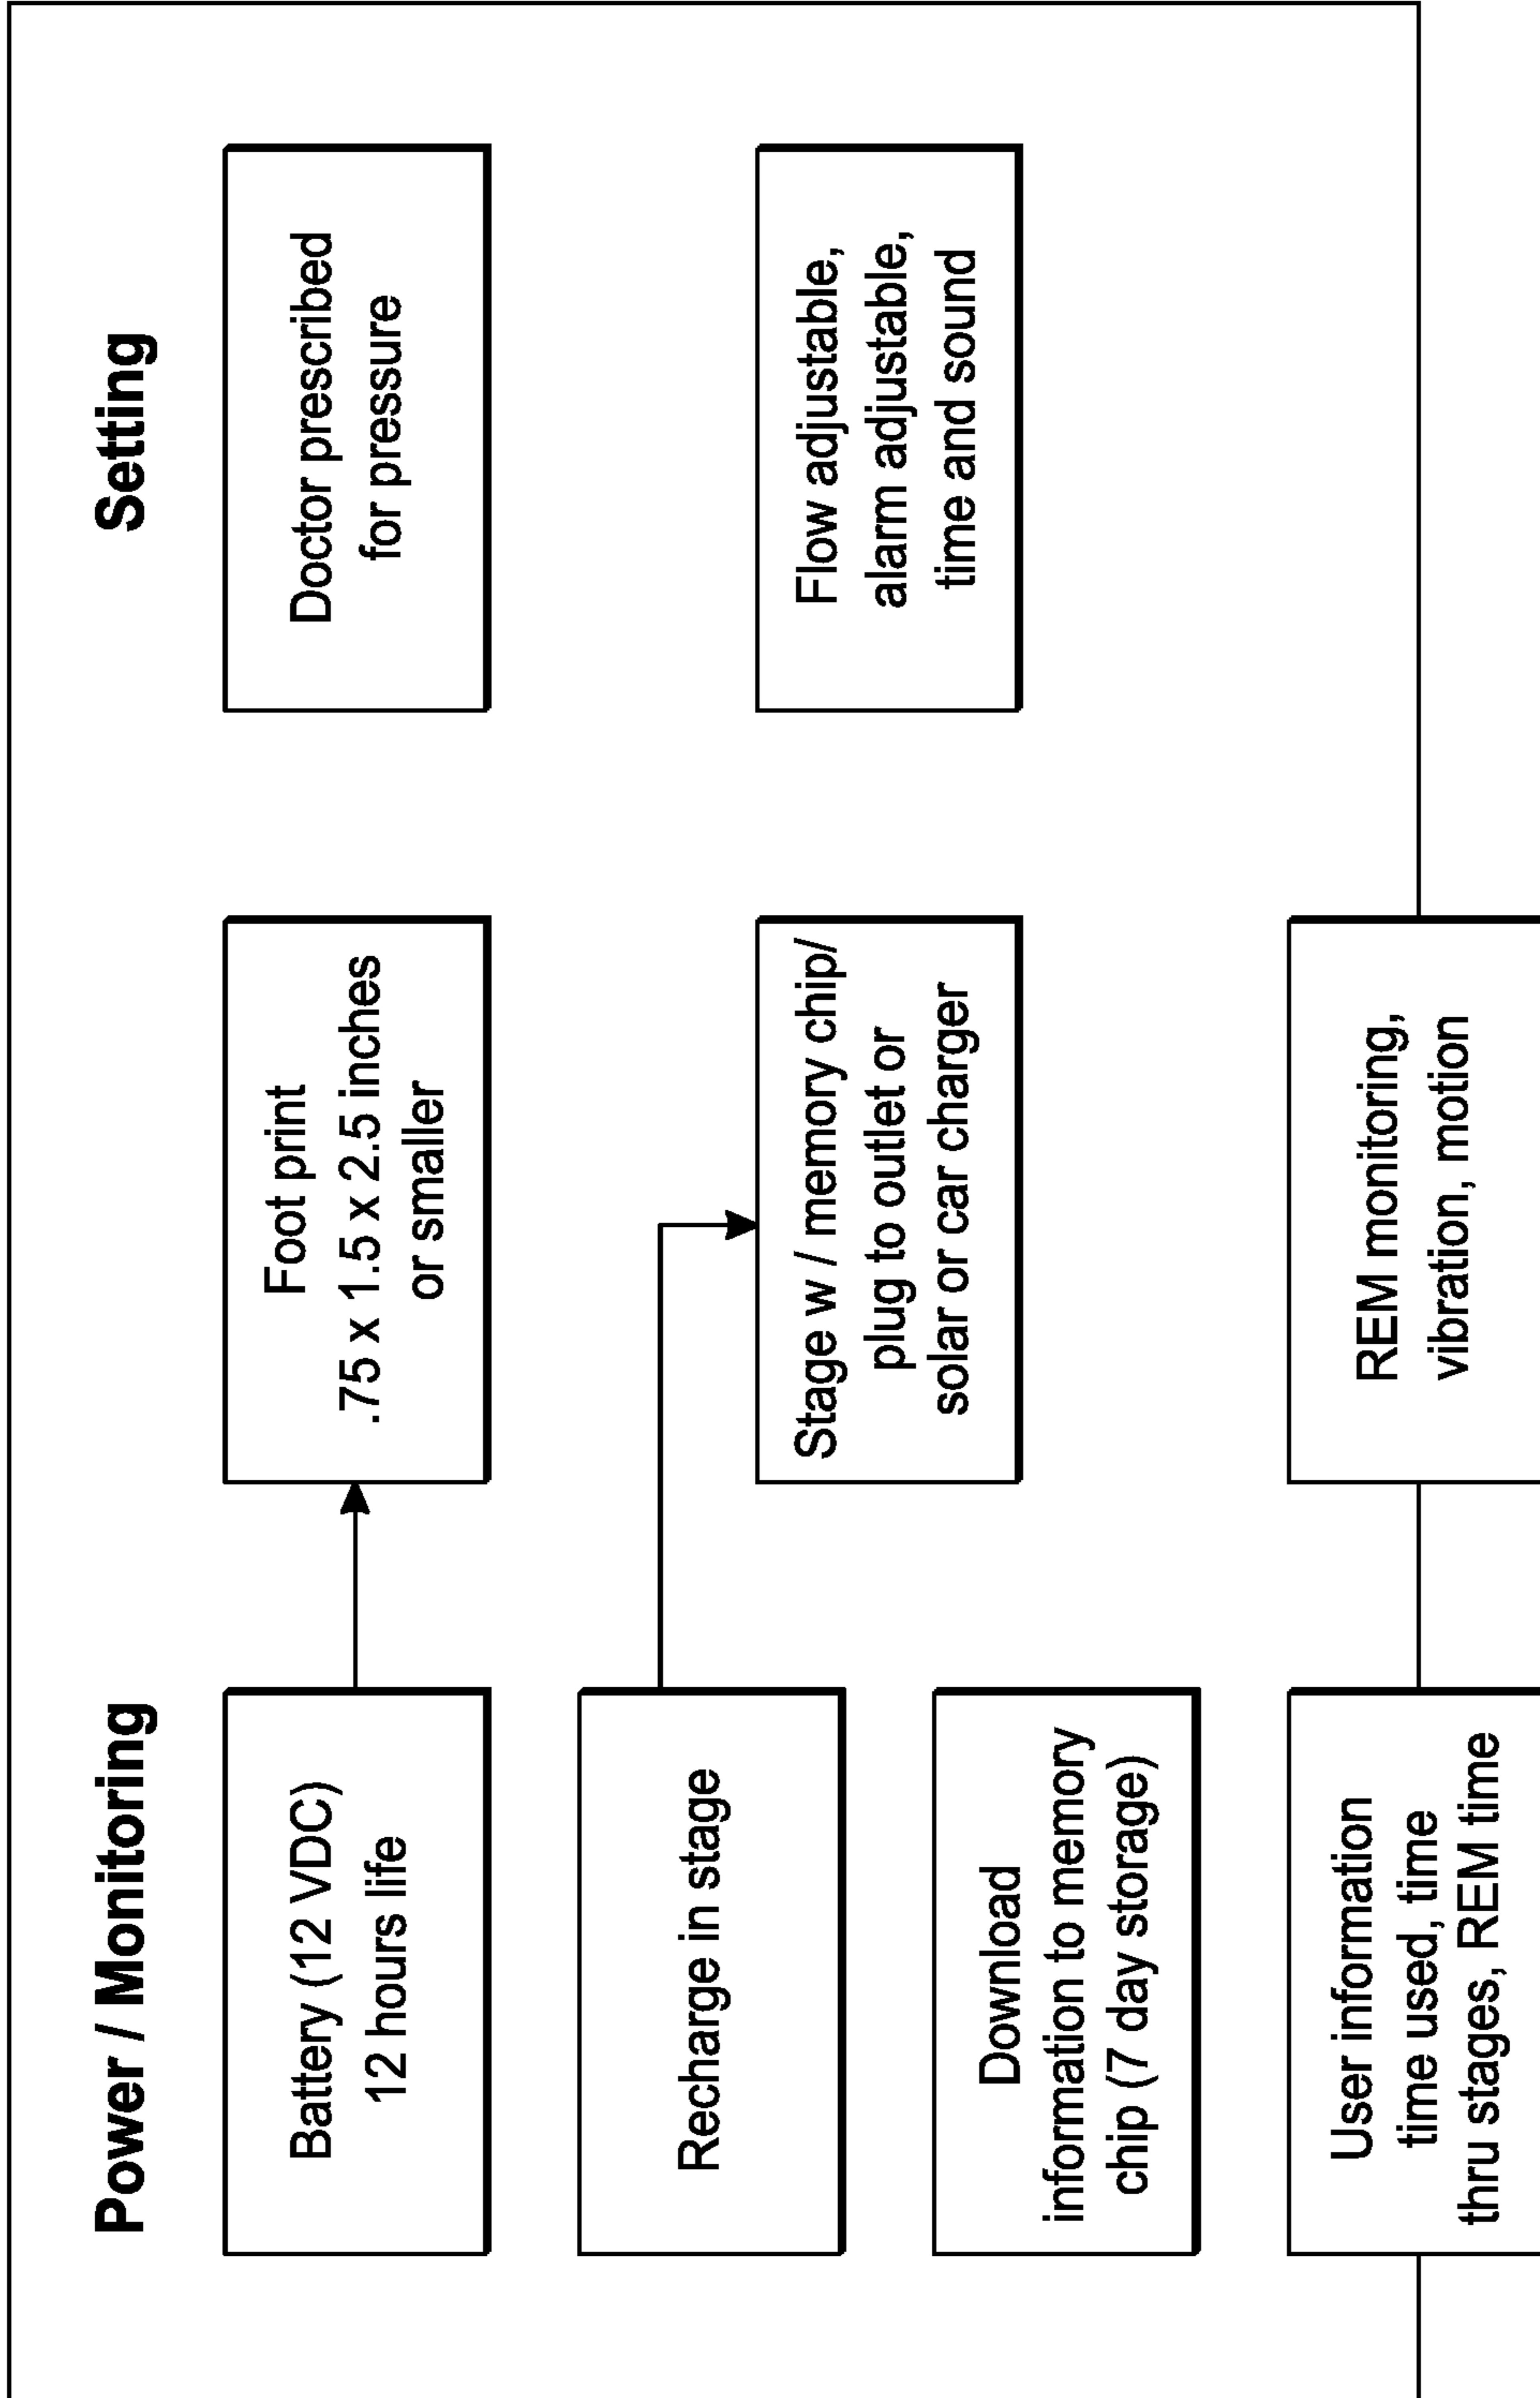 Power / Monitoring
Setting
Battery (12 VDC)
12 hours life
Foot print
.75 x 1.5 x 2.5 inches
or smaller
Doctor prescribed
for pressure
Recharge in stage
Stage w / memory chip/
plug to outlet or
solar or car charger
Flow adjustable,
alarm adjustable,
time and sound
Download
information to memory
chip (7 day storage)
User information
time used, time
thru stages, REM time
REM monitoring,
vibration, motion